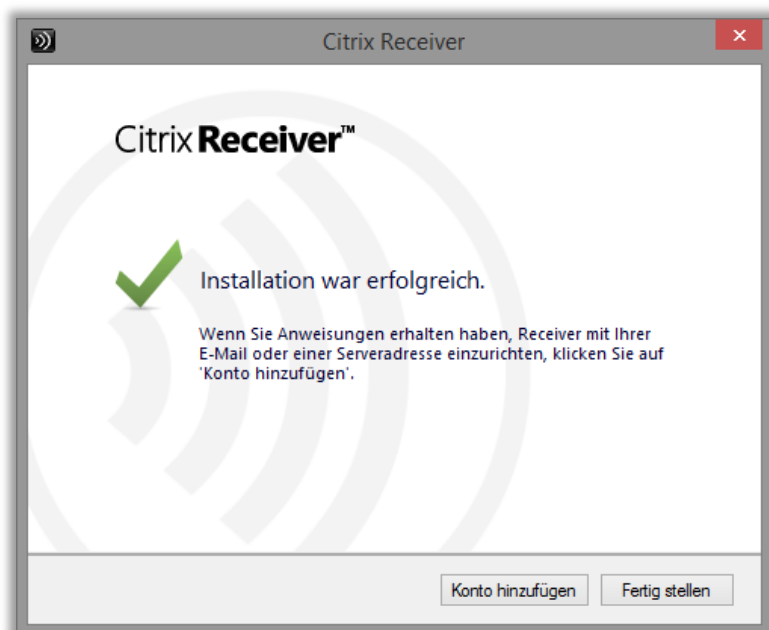 Citrix Receiver
Citrix Receiver™
Installation war erfolgreich.
Wenn Sie Anweisungen erhalten haben, Receiver mit Ihrer
E-Mail oder einer Serveradresse einzurichten, klicken Sie auf
'Konto hinzufügen'.
Konto hinzufügen Fertig stellen